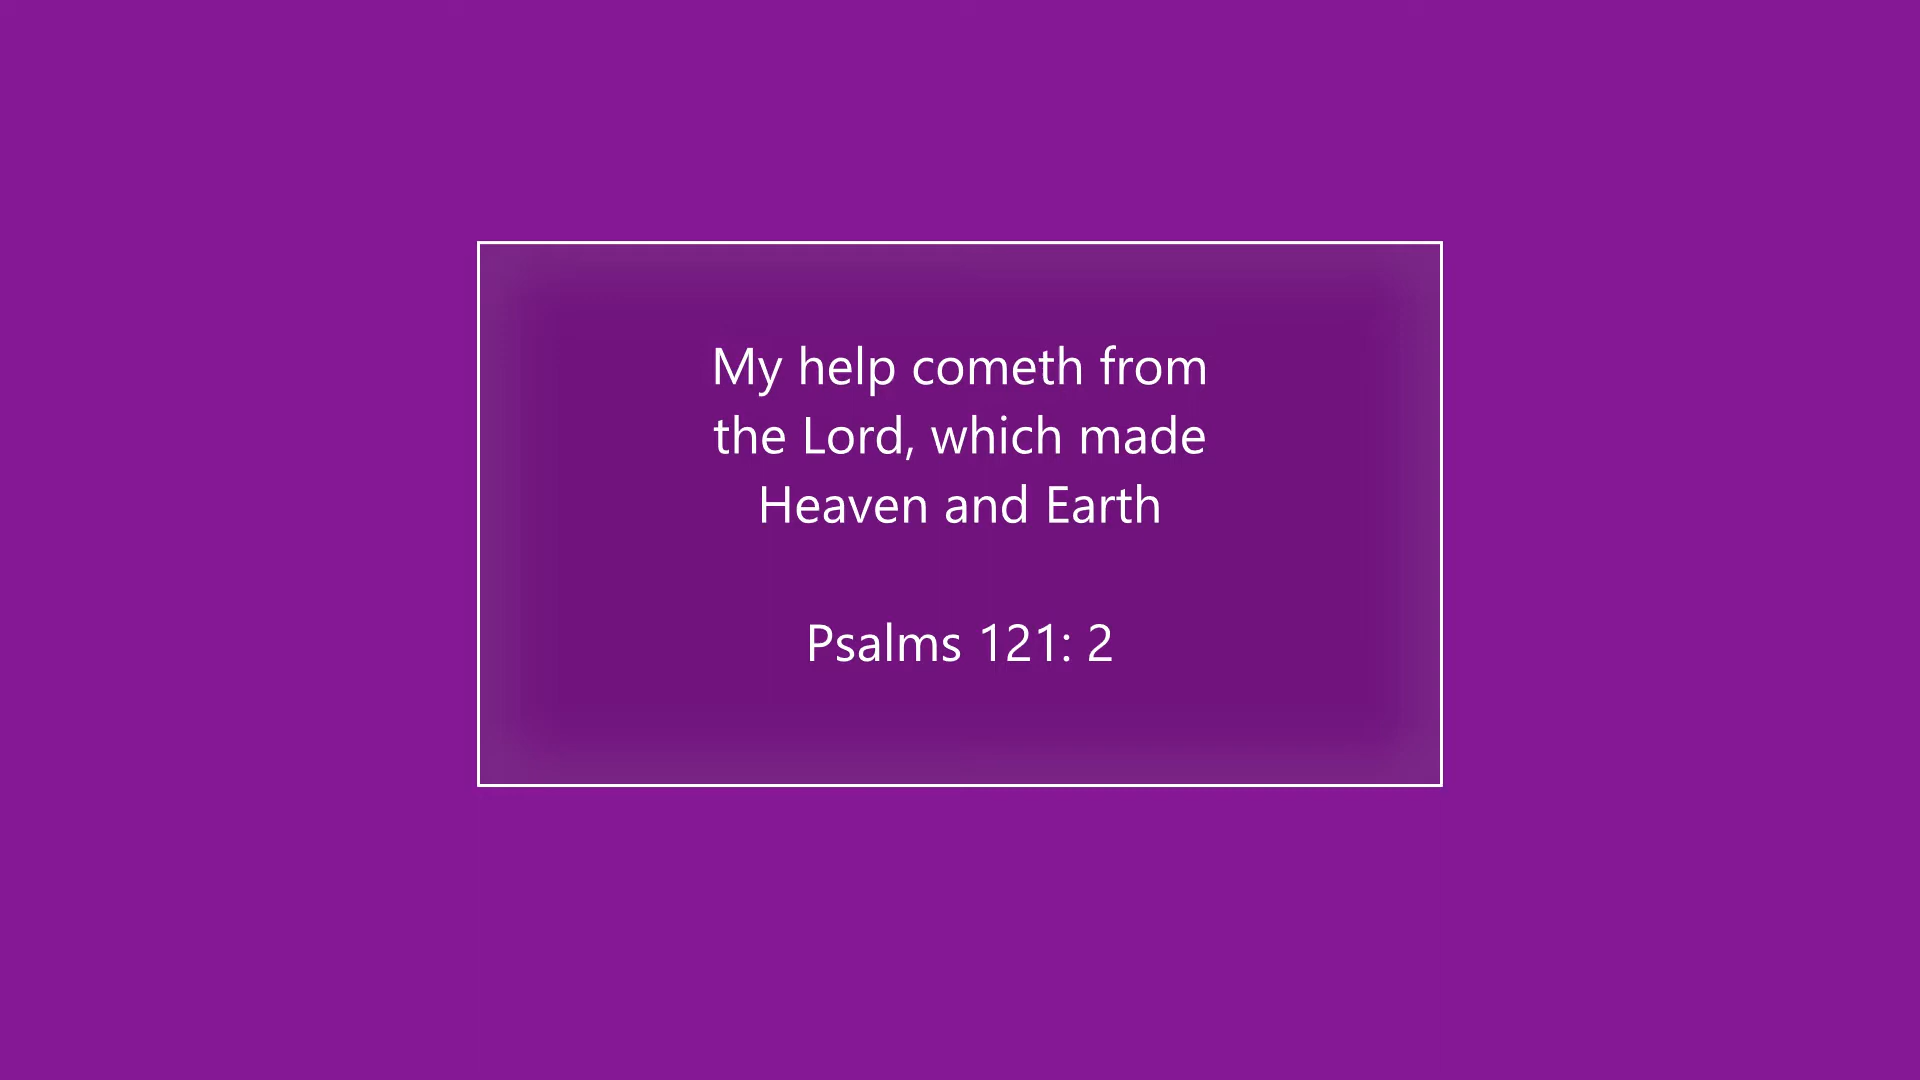 My help cometh from
the Lord, which made
Heaven and Earth
Psalms 121: 2